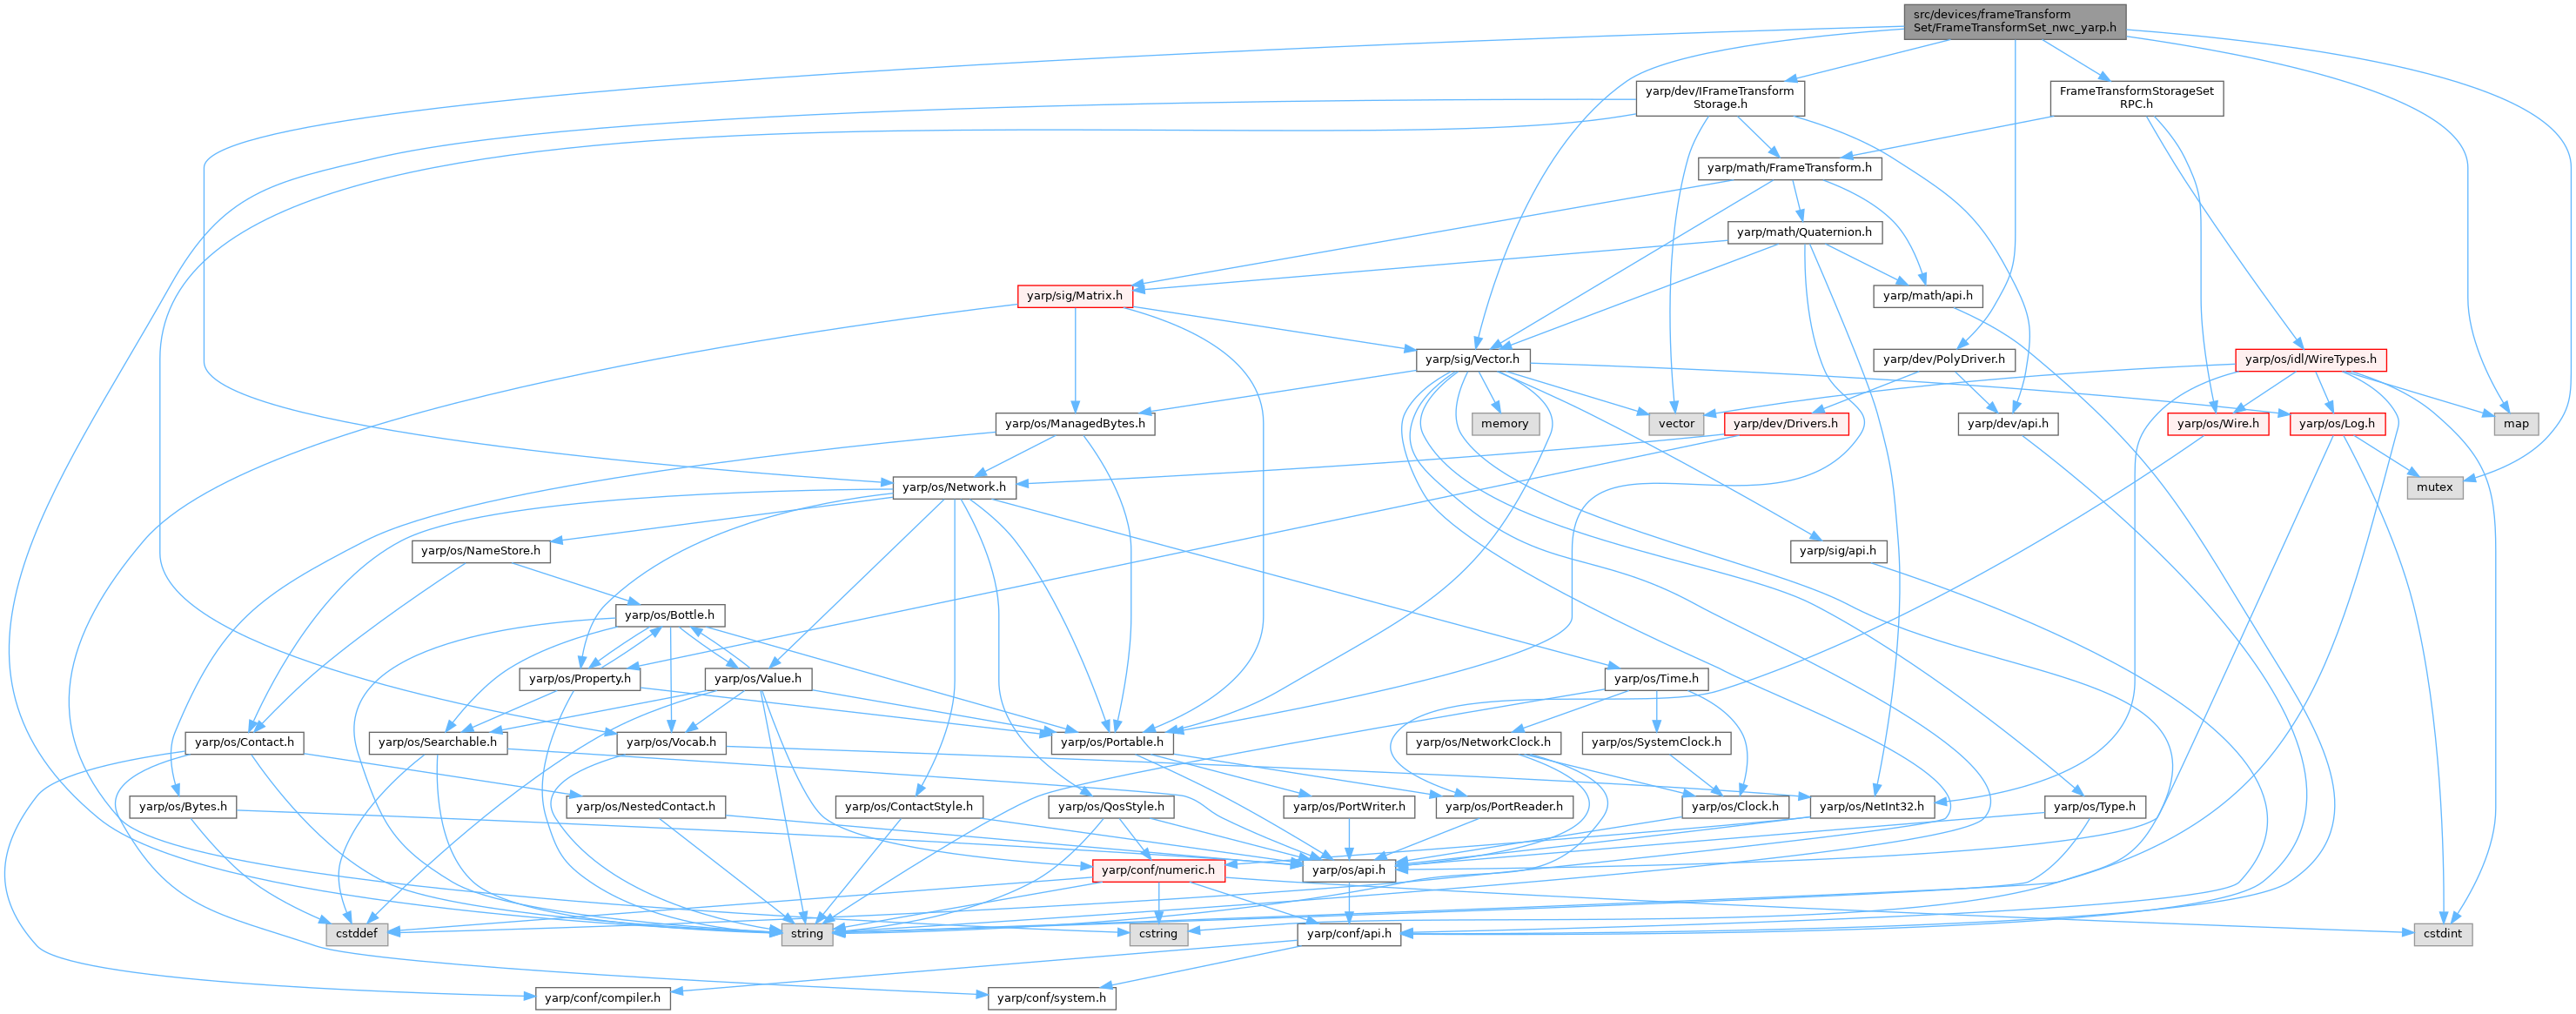 src/devices/frameTransform
Set/FrameTransformSet_nwc_yarp.h
yarp/dev/IFrameTransform
Storage.h
FrameTransformStorageSet
RPC.h
yarp/math/FrameTransform.h
yarp/math/Quaternion.h
yarp/sig/Matrix.h
yarp/math/api.h
yarp/sig/Vector.h
yarp/dev/PolyDriver.h
yarp/os/idl/WireTypes.h
yarp/os/ManagedBytes.h
memory
vector
yarp/dev/Drivers.h
yarp/dev/api.h
yarp/os/Wire.h
yarp/os/Log.h
map
yarp/os/Network.h
mutex
yarp/os/NameStore.h
yarp/sig/api.h
yarp/os/Bottle.h
yarp/os/Property.h
yarp/os/Value.h
yarp/os/Time.h
yarp/os/Contact.h
yarp/os/Searchable.h
yarp/os/Vocab.h
yarp/os/Portable.h
yarp/os/NetworkClock.h
yarp/os/SystemClock.h
yarp/os/Bytes.h
yarp/os/NestedContact.h
yarp/os/ContactStyle.h
yarp/os/QosStyle.h
yarp/os/PortWriter.h
yarp/os/PortReader.h
yarp/os/Clock.h
yarp/os/NetInt32.h
yarp/os/Type.h
yarp/conf/numeric.h
yarp/os/api.h
cstddef
string
cstring
yarp/conf/api.h
cstdint
yarp/conf/compiler.h
yarp/conf/system.h